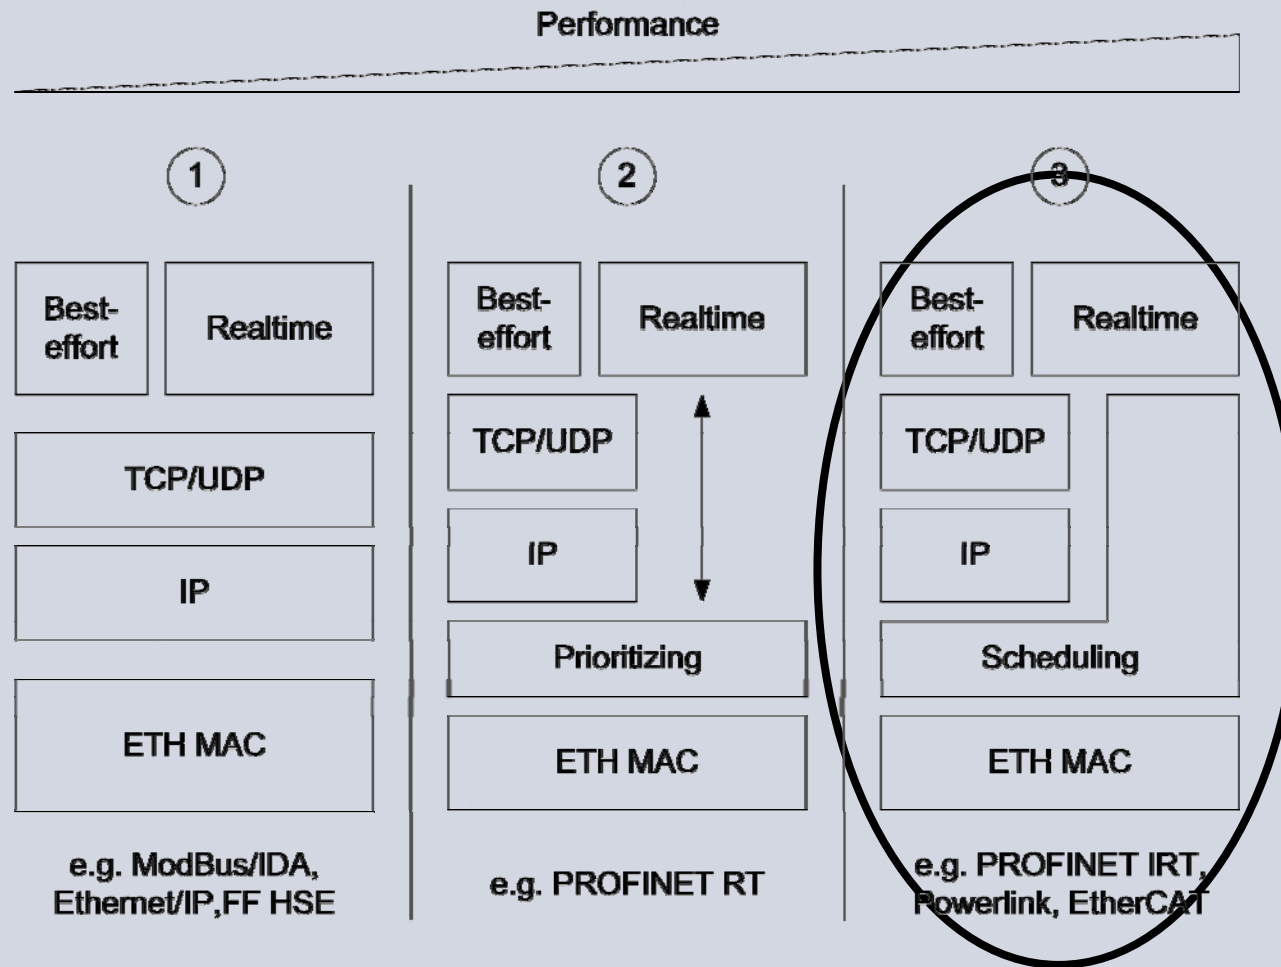 Performance
1
Best-
effort
Realtime
TCP/UDP
IP
ETH MAC
e.g. ModBus/IDA,
Ethernet/IP,FF HSE
2
Best-
effort
Realtime
TCP/UDP
IP
Prioritizing
ETH MAC
e.g. PROFINET RT
3
Best-
effort
Realtime
TCP/UDP
IP
Scheduling
ETH MAC
e.g. PROFINET IRT,
Powerlink, EtherCAT